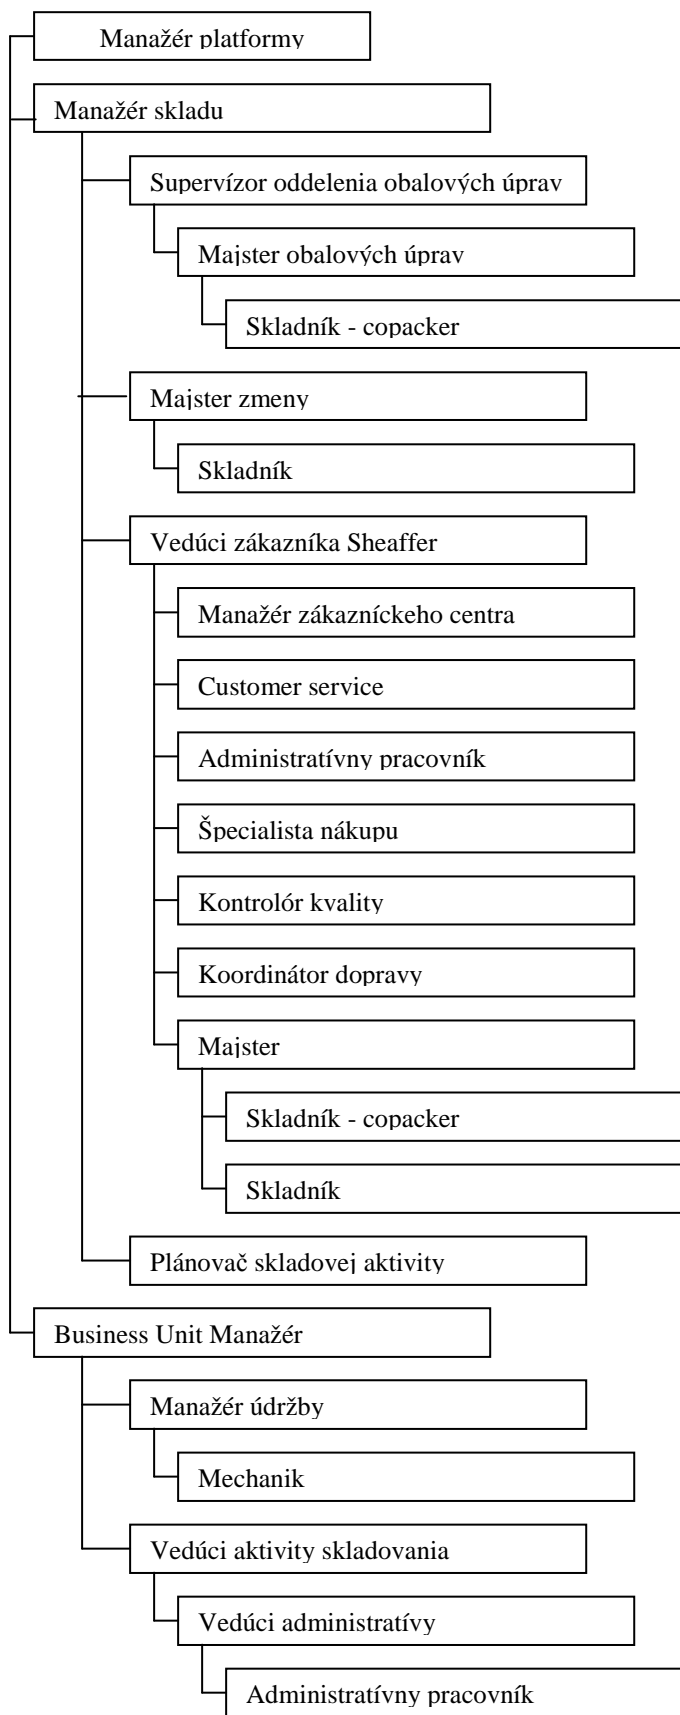 Manažér platformy
Manažér skladu
Supervízor oddelenia obalových úprav
Majster obalových úprav
Skladník - copacker
Majster zmeny
Skladník
Vedúci zákazníka Sheaffer
Manažér zákazníckeho centra
Customer service
Administratívny pracovník
Špecialista nákupu
Kontrolór kvality
Koordinátor dopravy
Majster
Skladník - copacker
Skladník
Plánovač skladovej aktivity
Business Unit Manažér
Manažér údržby
Mechanik
Vedúci aktivity skladovania
Vedúci administratívy
Administratívny pracovník